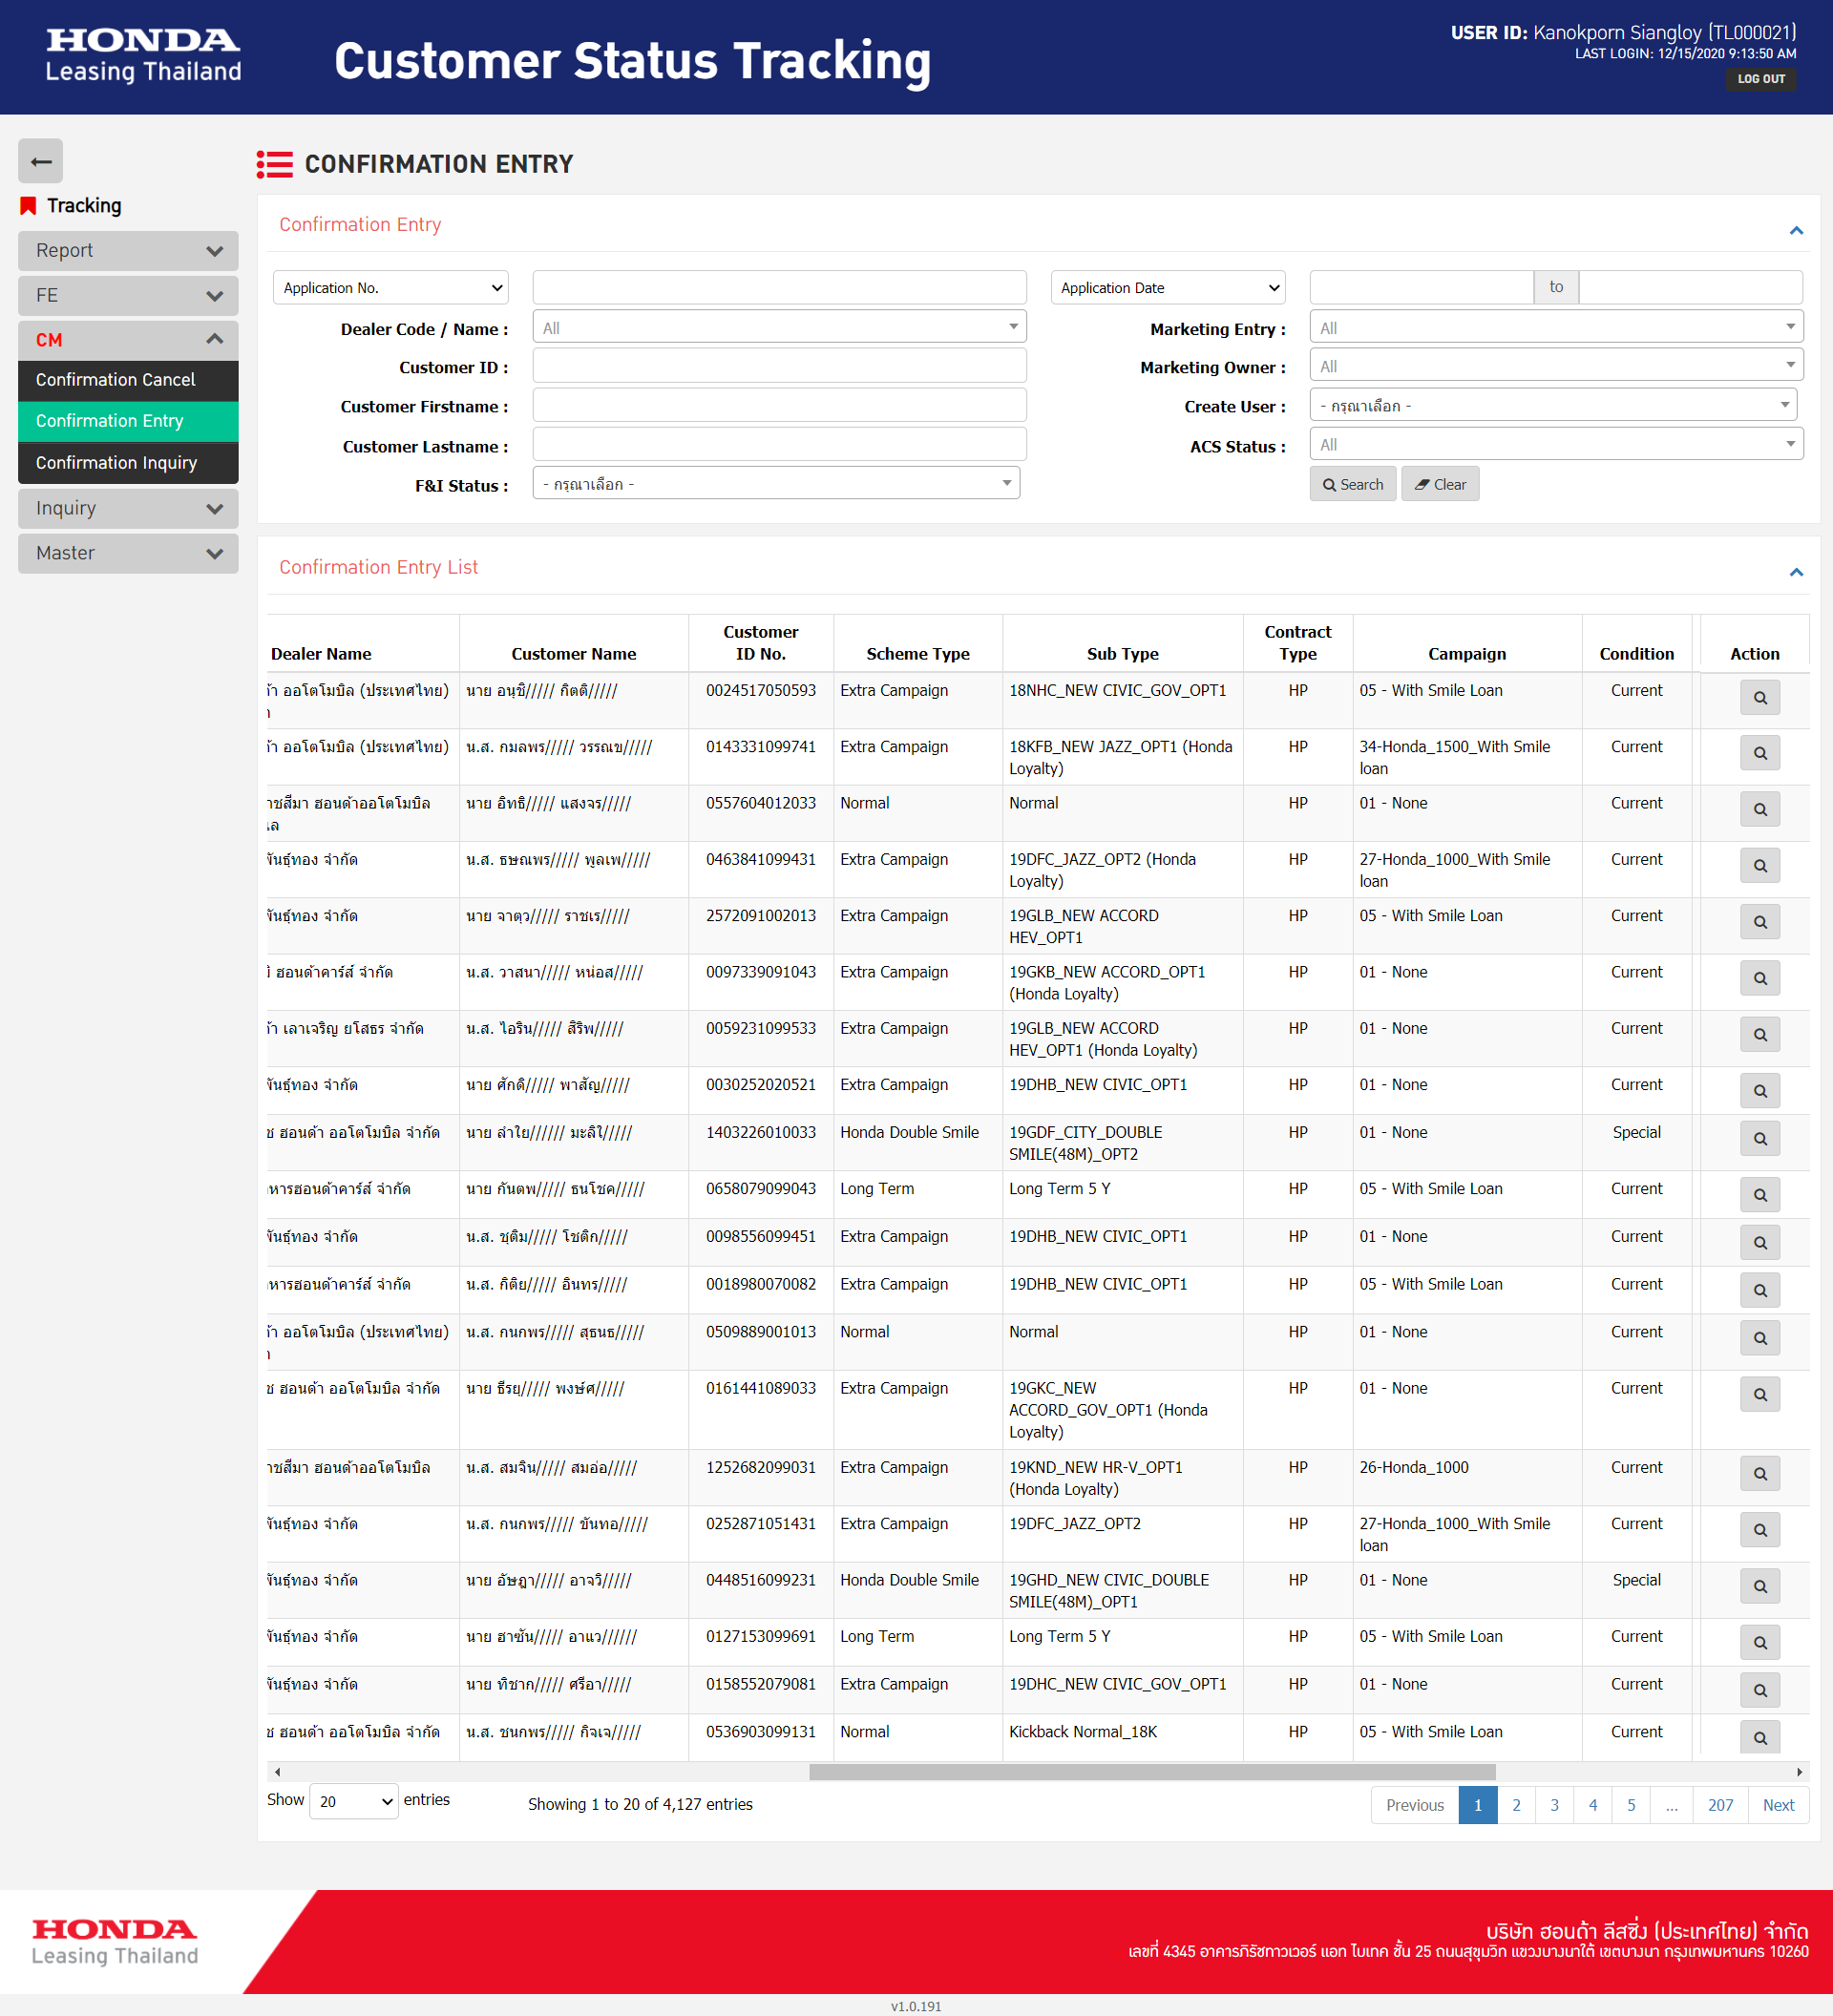 HONDA
Leasing Thailand
Customer Status Tracking
USER ID: Kanokporn Siangloy (TL000021)
LAST LOGIN: 12/15/2020 9:13:50 AM
LOG OUT
Tracking
Report
FE
CM
Confirmation Cancel
Confirmation Entry
Confirmation Inquiry
Inquiry
Master
CONFIRMATION ENTRY
Confirmation Entry
Application No.
Application Date
to
Dealer Code / Name :
All
Marketing Entry :
All
Customer ID :
Marketing Owner :
All
Customer Firstname :
Create User :
- กรุณาเลือก -
Customer Lastname :
ACS Status :
All
F&I Status :
- กรุณาเลือก -
Search
Clear
Confirmation Entry List
Dealer Name Customer Name Customer ID No. Scheme Type Sub Type Contract Type Campaign Condition Action
ออโตโมบิล (ประเทศไทย) นาย อนุชิ///// กิตติ///// 0024517050593 Extra Campaign 18NHC_NEW CIVIC_GOV_OPT1 HP 05 - With Smile Loan Current
ออโตโมบิล (ประเทศไทย) น.ส. กมลพร///// วรรณข///// 0143331099741 Extra Campaign 18KFB_NEW JAZZ_OPT1 (Honda Loyalty) HP 34-Honda_1500_With Smile loan Current
ฮอนด้าออโตโมบิล นาย อิทธิ///// แสงจร///// 0557604012033 Normal Normal HP 01 - None Current
พันธุ์ทอง จำกัด น.ส. ธษณพร///// พูลเพ///// 0463841099431 Extra Campaign 19DFC_JAZZ_OPT2 (Honda Loyalty) HP 27-Honda_1000_With Smile loan Current
พันธุ์ทอง จำกัด นาย จาตุว///// ราชเร///// 2572091002013 Extra Campaign 19GLB_NEW ACCORD HEV_OPT1 HP 05 - With Smile Loan Current
ฮอนด้าคาร์ส์ จำกัด น.ส. วาสนา///// หน่อส///// 0097339091043 Extra Campaign 19GKB_NEW ACCORD_OPT1 (Honda Loyalty) HP 01 - None Current
เลาเจริญ ยโสธร จำกัด น.ส. ไอริน///// สิริพ///// 0059231099533 Extra Campaign 19GLB_NEW ACCORD HEV_OPT1 (Honda Loyalty) HP 01 - None Current
พันธุ์ทอง จำกัด นาย ศักดิ์///// พาสัญ///// 0030252020521 Extra Campaign 19DHB_NEW CIVIC_OPT1 HP 01 - None Current
ช ฮอนด้า ออโตโมบิล จำกัด นาย ลำใย////// มะลิใ///// 1403226010033 Honda Double Smile 19GDF_CITY_DOUBLE SMILE(48M)_OPT2 HP 01 - None Special
หารฮอนด้าคาร์ส์ จำกัด นาย กันตพ///// ธนโชค///// 0658079099043 Long Term Long Term 5 Y HP 05 - With Smile Loan Current
พันธุ์ทอง จำกัด น.ส. ชุติม///// โชติก///// 0098556099451 Extra Campaign 19DHB_NEW CIVIC_OPT1 HP 01 - None Current
หารฮอนด้าคาร์ส์ จำกัด น.ส. กิติย///// อินทร///// 0018980070082 Extra Campaign 19DHB_NEW CIVIC_OPT1 HP 05 - With Smile Loan Current
ออโตโมบิล (ประเทศไทย) น.ส. กนกพร///// สุธนธ///// 0509889001013 Normal Normal HP 01 - None Current
ช ฮอนด้า ออโตโมบิล จำกัด นาย ธีรยุ///// พงษ์ศ///// 0161441089033 Extra Campaign 19GKC_NEW ACCORD_GOV_OPT1 (Honda Loyalty) HP 01 - None Current
ฮอนด้าออโตโมบิล น.ส. สมจิน///// สมอ่อ///// 1252682099031 Extra Campaign 19KND_NEW HR-V_OPT1 (Honda Loyalty) HP 26-Honda_1000 Current
พันธุ์ทอง จำกัด น.ส. กนกพร///// ขันทอ///// 0252871051431 Extra Campaign 19DFC_JAZZ_OPT2 HP 27-Honda_1000_With Smile loan Current
พันธุ์ทอง จำกัด นาย อัษฎา///// อาจวิ///// 0448516099231 Honda Double Smile 19GHD_NEW CIVIC_DOUBLE SMILE(48M)_OPT1 HP 01 - None Special
พันธุ์ทอง จำกัด นาย ฮาซัน///// อาแว////// 0127153099691 Long Term Long Term 5 Y HP 05 - With Smile Loan Current
พันธุ์ทอง จำกัด นาย ทิชาก///// ศรีอา///// 0158552079081 Extra Campaign 19DHC_NEW CIVIC_GOV_OPT1 HP 01 - None Current
ช ฮอนด้า ออโตโมบิล จำกัด น.ส. ชนกพร///// กิจเจ///// 0536903099131 Normal Kickback Normal_18K HP 05 - With Smile Loan Current
Show 20 entries
Showing 1 to 20 of 4,127 entries
Previous 1 2 3 4 5 ... 207 Next
HONDA
Leasing Thailand
บริษัท ฮอนด้า ลีสซิ่ง (ประเทศไทย) จำกัด
เลขที่ 4345 อาคารภิรัชทาวเวอร์ แอท ไบเทค ชั้น 25 ถนนสุขุมวิท แขวงบางนาใต้ เขตบางนา กรุงเทพมหานคร 10260
v1.0.191